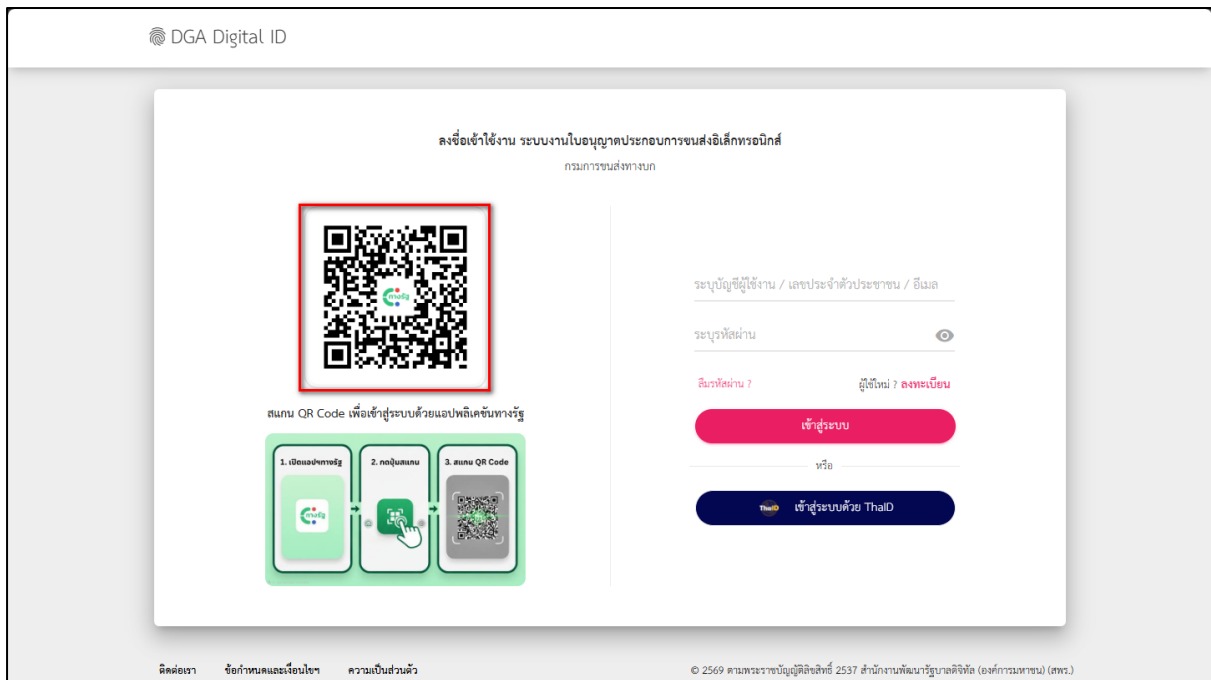 DGA Digital ID
ลงชื่อเข้าใช้งาน ระบบงานใบอนุญาตประกอบการขนส่งอิเล็กทรอนิกส์
กรมการขนส่งทางบก
ทางรัฐ
สแกน QR Code เพื่อเข้าสู่ระบบด้วยแอปพลิเคชันทางรัฐ
1. เปิดแอปฯทางรัฐ
2. กดปุ่มสแกน
3. สแกน QR Code
ทางรัฐ
ระบุบัญชีผู้ใช้งาน / เลขประจำตัวประชาชน / อีเมล
ระบุรหัสผ่าน
ลืมรหัสผ่าน ?
ผู้ใช้ใหม่ ? ลงทะเบียน
เข้าสู่ระบบ
หรือ
ThaID เข้าสู่ระบบด้วย ThaID
ติดต่อเรา ข้อกำหนดและเงื่อนไขฯ ความเป็นส่วนตัว
© 2569 ตามพระราชบัญญัติลิขสิทธิ์ 2537 สำนักงานพัฒนารัฐบาลดิจิทัล (องค์การมหาชน) (สพร.)